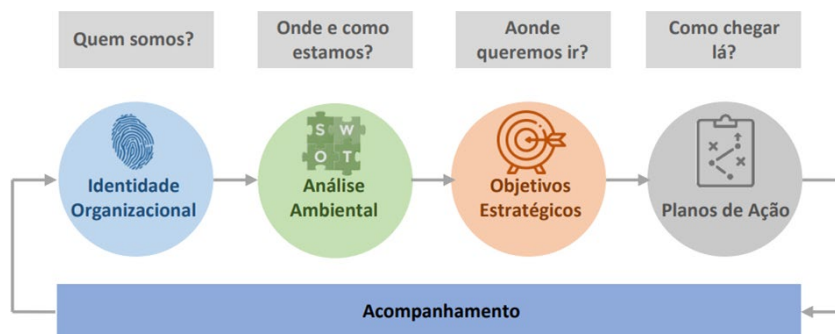 Quem somos?
Onde e como
estamos?
Aonde
queremos ir?
Como chegar
lá?
Identidade
Organizacional
S W
O T
Análise
Ambiental
Objetivos
Estratégicos
Planos de Ação
Acompanhamento